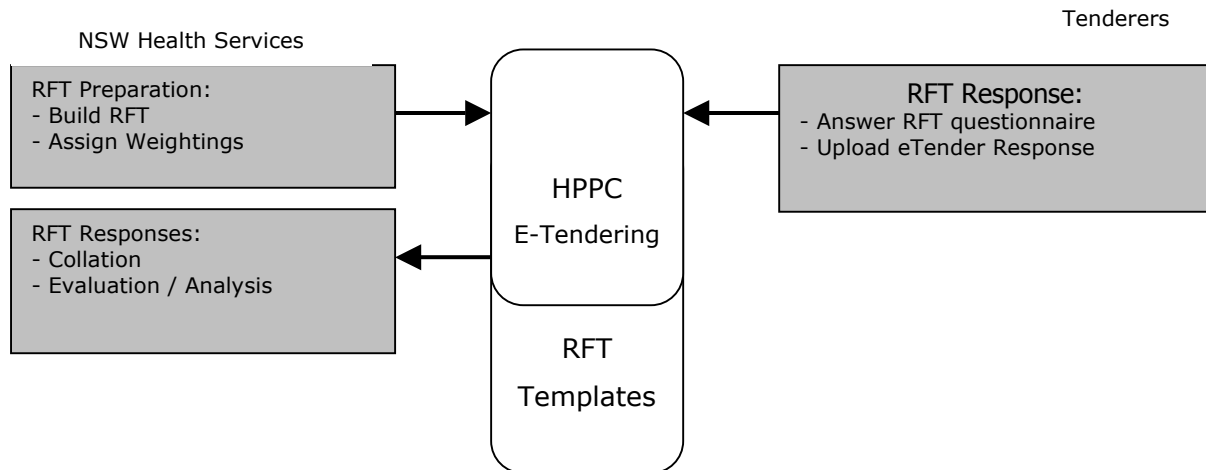 NSW Health Services
Tenderers
RFT Preparation:
- Build RFT
- Assign Weightings
RFT Responses:
- Collation
- Evaluation / Analysis
HPPC
E-Tendering
RFT
Templates
RFT Response:
- Answer RFT questionnaire
- Upload eTender Response